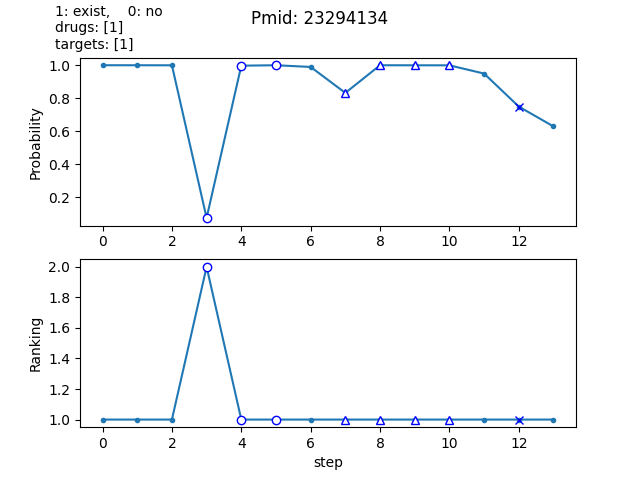 1: exist,    0: no
drugs: [1]
targets: [1]
Pmid: 23294134
1.0
0.8
0.6
0.4
0.2
Probability
0 2 4 6 8 10 12
2.0
1.8
1.6
1.4
1.2
1.0
Ranking
0 2 4 6 8 10 12
step